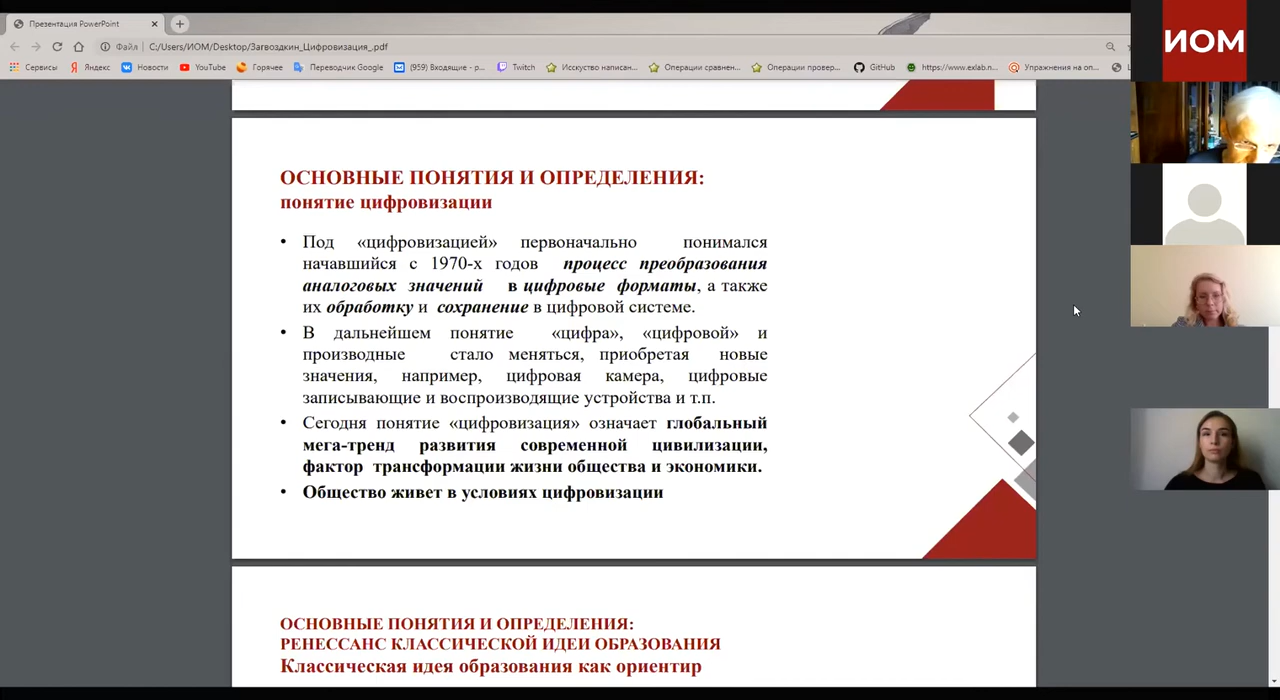 Презентация PowerPoint
Файл C:/Users/ИОМ/Desktop/Загвоздкин_Цифровизация_.pdf
Сервисы Яндекс Новости YouTube Горячее Переводчик Google (959) Входящие - р... Twitch Исскуство написан... Операции сравнен... Операции провер... GitHub https://www.exlab.n... Упражнения на оп...
ИОМ
ОСНОВНЫЕ ПОНЯТИЯ И ОПРЕДЕЛЕНИЯ:
понятие цифровизации
• Под «цифровизацией» первоначально понимался
начавшийся с 1970-х годов процесс преобразования
аналоговых значений в цифровые форматы, а также
их обработку и сохранение в цифровой системе.
• В дальнейшем понятие «цифра», «цифровой» и
производные стало меняться, приобретая новые
значения, например, цифровая камера, цифровые
записывающие и воспроизводящие устройства и т.п.
• Сегодня понятие «цифровизация» означает глобальный
мега-тренд развития современной цивилизации,
фактор трансформации жизни общества и экономики.
• Общество живет в условиях цифровизации
ОСНОВНЫЕ ПОНЯТИЯ И ОПРЕДЕЛЕНИЯ:
РЕНЕССАНС КЛАССИЧЕСКОЙ ИДЕИ ОБРАЗОВАНИЯ
Классическая идея образования как ориентир